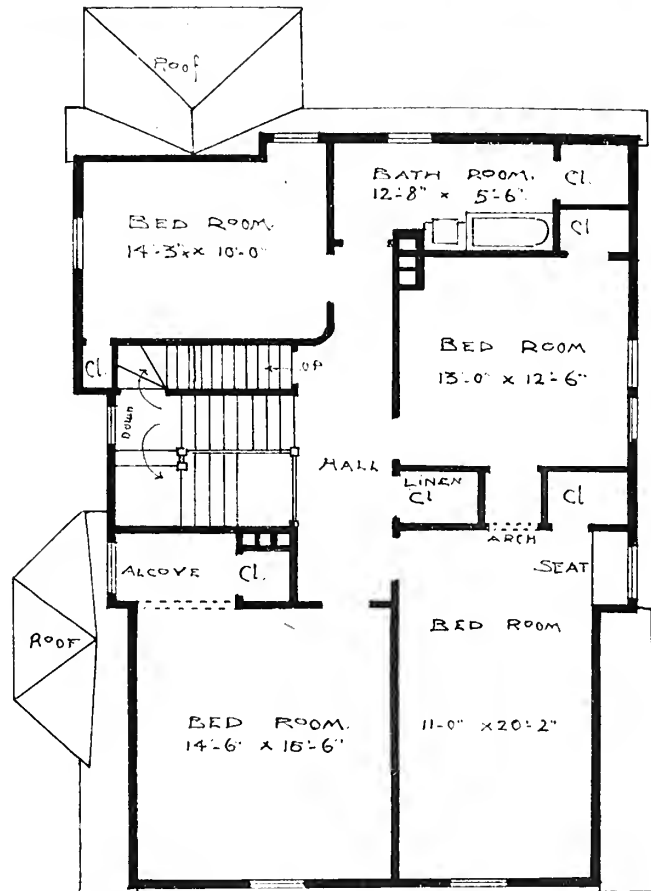 Roof
BATH ROOM.
12'-8" x 5'-6"
Cl.
Cl
BED ROOM.
14'-3" x 10'-0"
BED ROOM
13'-0" x 12'-6"
Cl.
UP
Down
HALL
LINEN
Cl
Cl
ARCH
SEAT
ALCOVE
Cl.
ROOF
BED ROOM
11-0" x 20-2"
BED ROOM.
14'-6" x 15'-6"